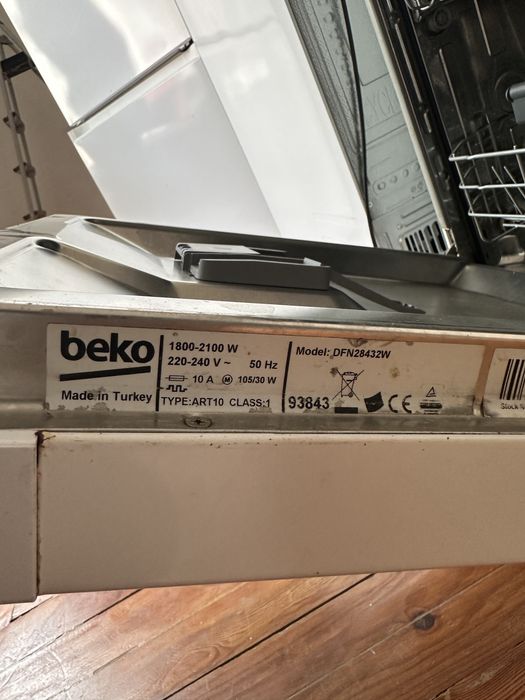 beko
Made in Turkey
1800-2100 W
220-240 V ~ 50 Hz
10 A M 105/30 W
TYPE:ART10 CLASS:1
Model: DFN28432W
93843
CE
Stock N